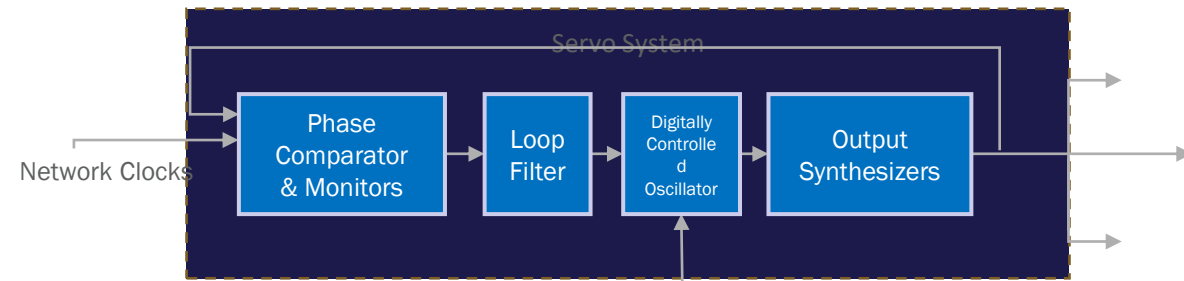 Servo System
Network Clocks
Phase
Comparator
& Monitors
Loop
Filter
Digitally
Controlle
d
Oscillator
Output
Synthesizers